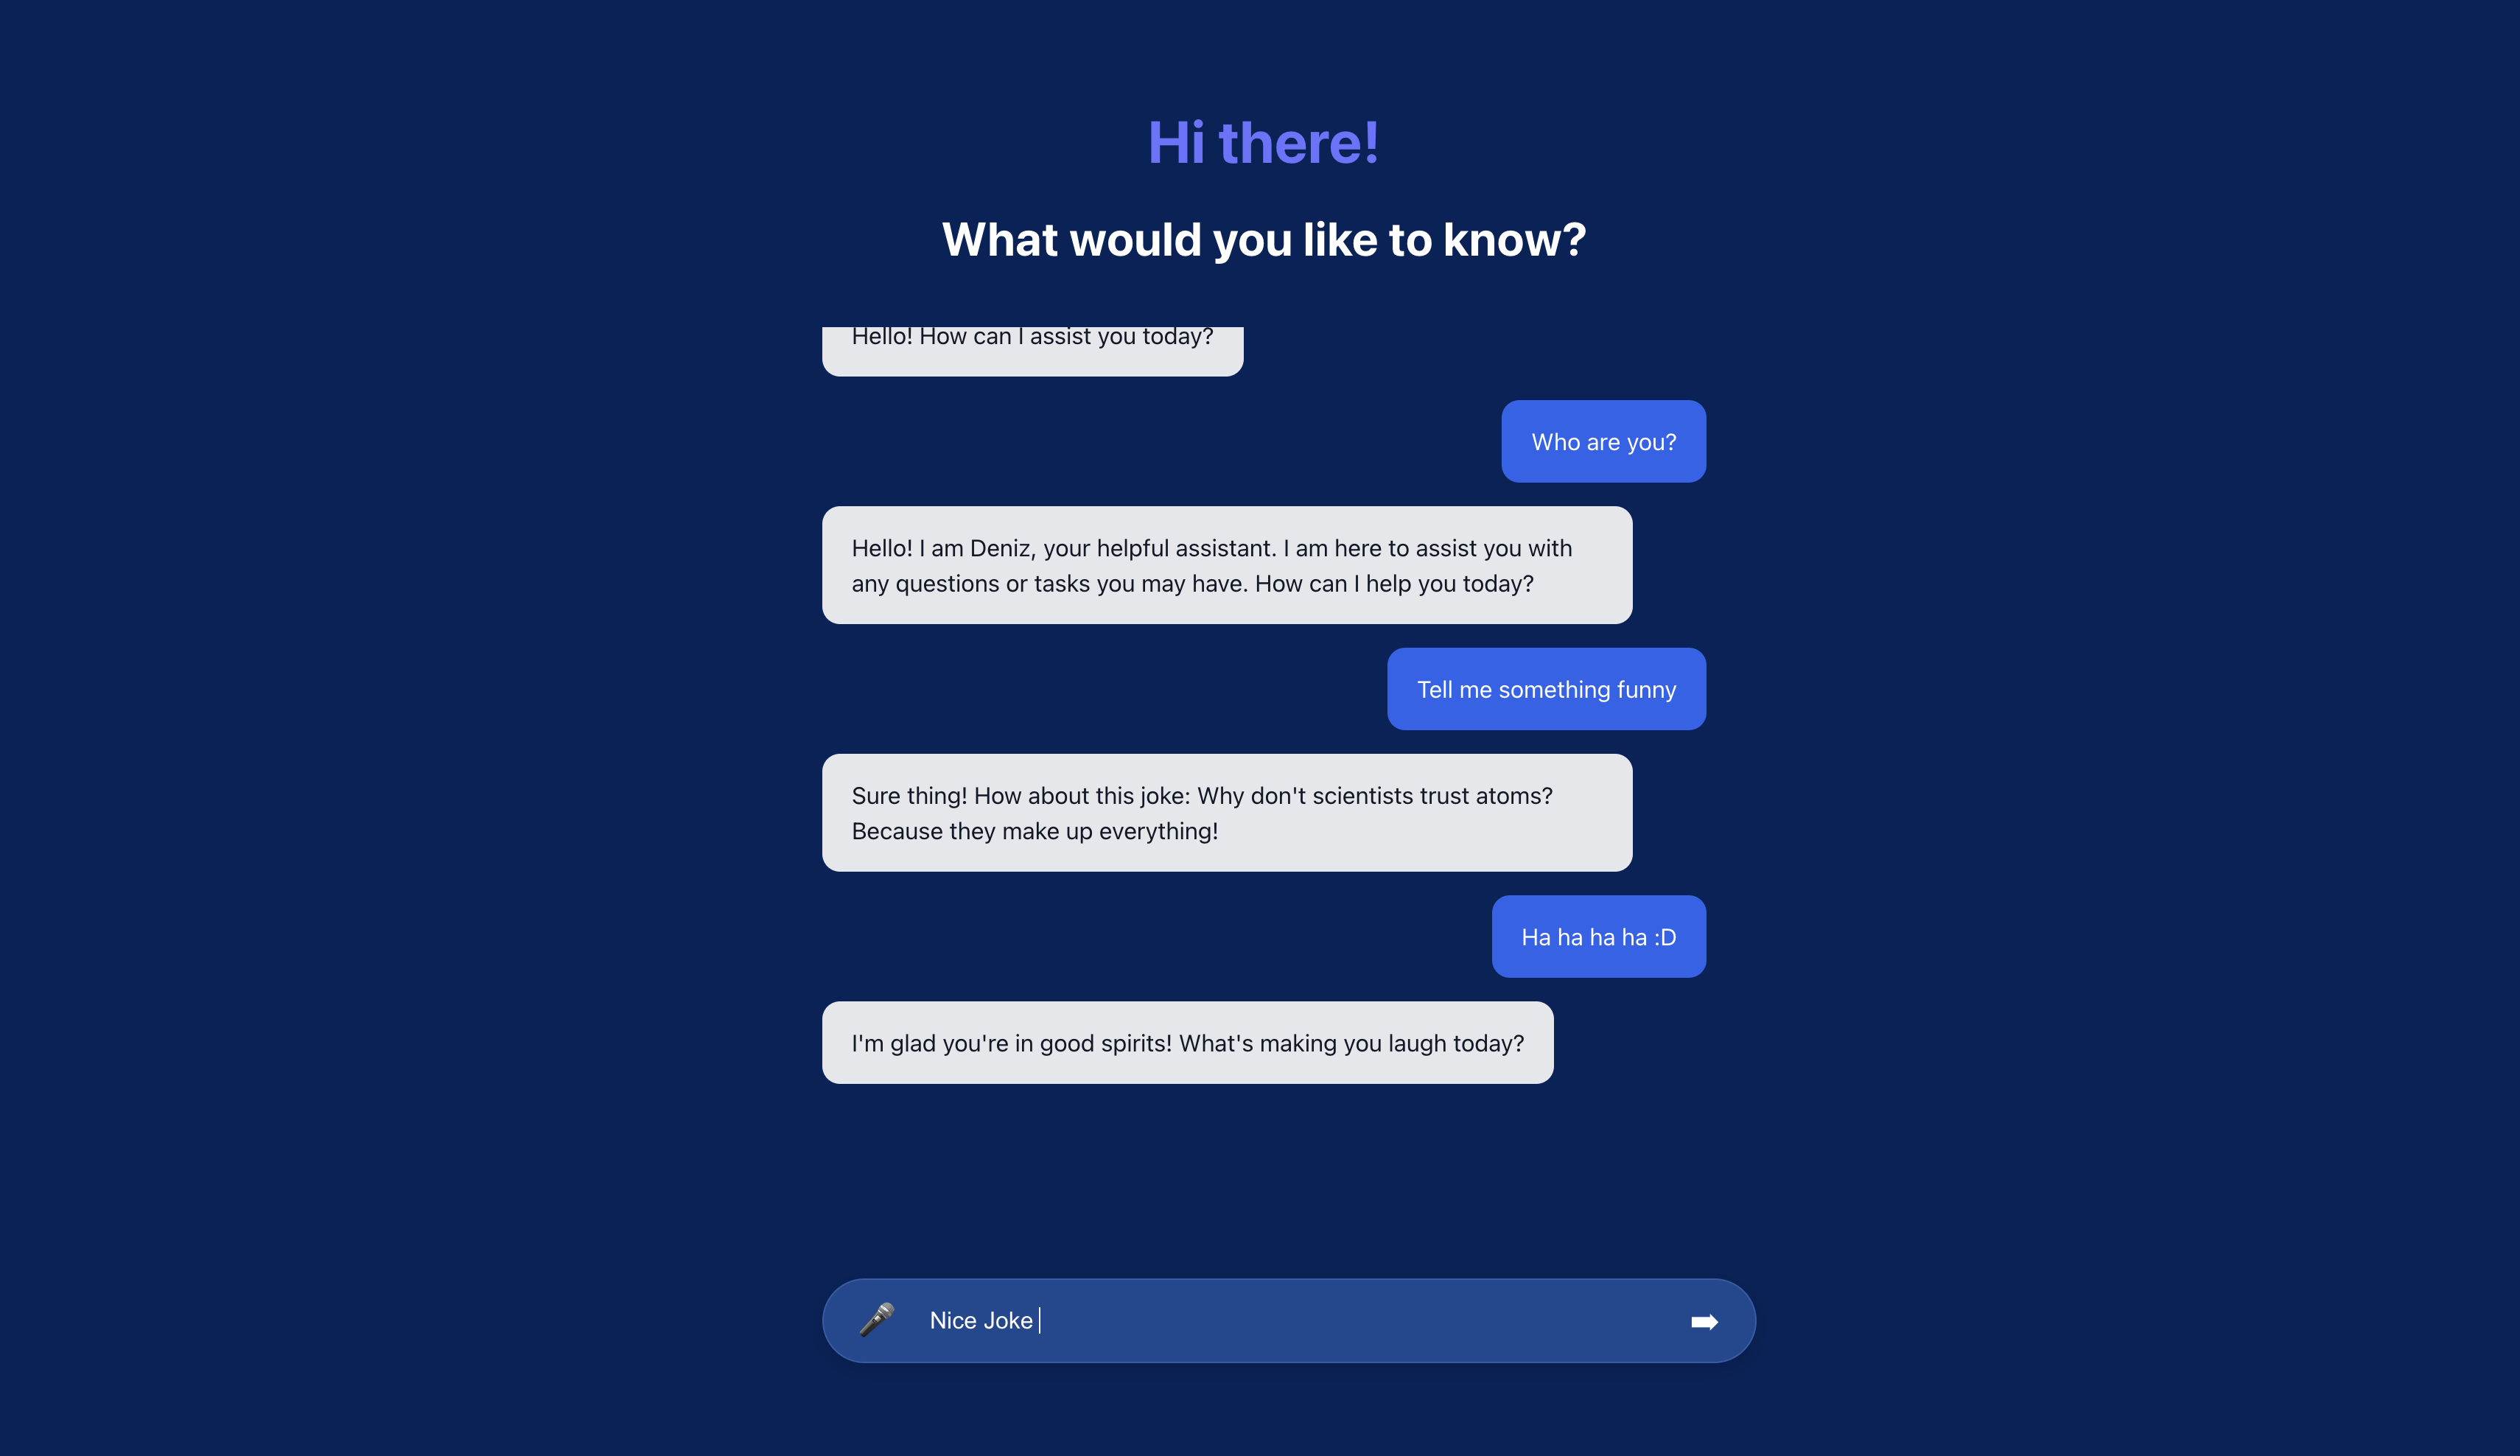 Hi there!
What would you like to know?
Hello! How can I assist you today?
Who are you?
Hello! I am Deniz, your helpful assistant. I am here to assist you with
any questions or tasks you may have. How can I help you today?
Tell me something funny
Sure thing! How about this joke: Why don't scientists trust atoms?
Because they make up everything!
Ha ha ha ha :D
I'm glad you're in good spirits! What's making you laugh today?
Nice Joke